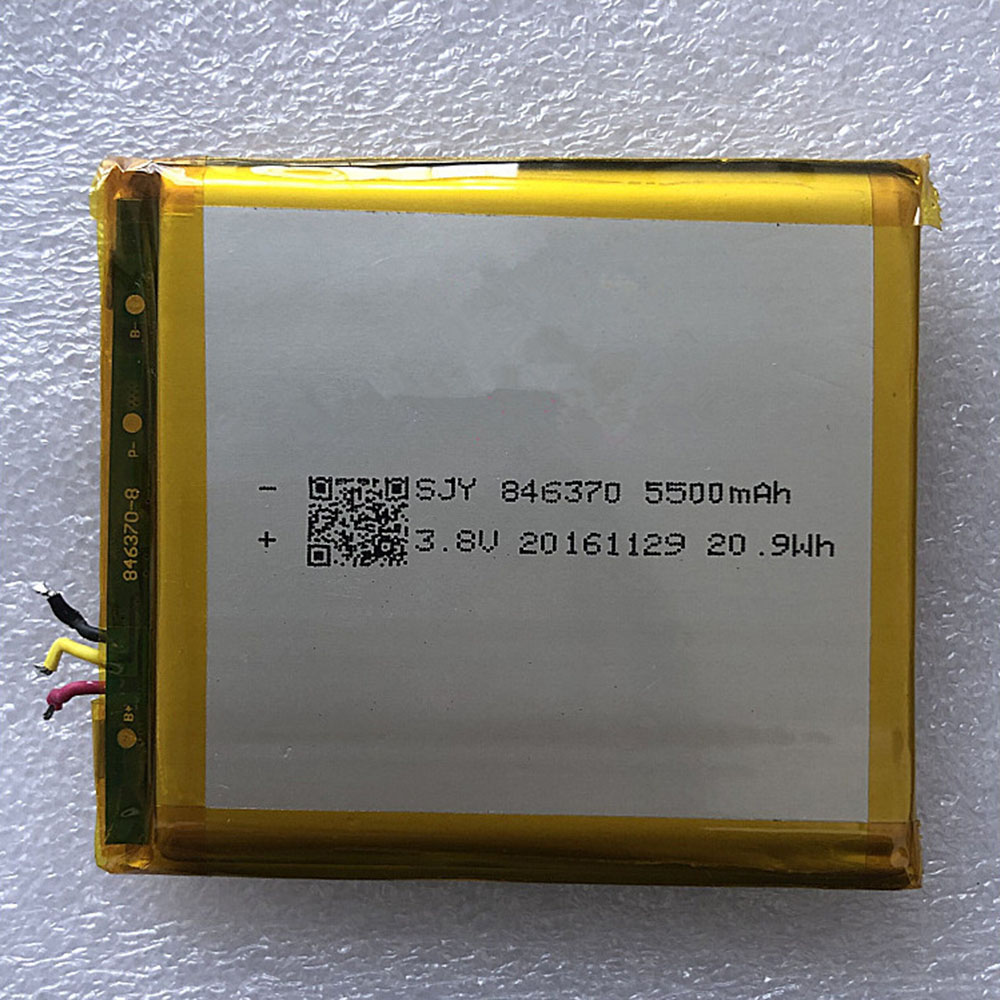 - SJY 846370 5500mAh
+ 3.8V 20161129 20.9Wh
B-
P-
846370-8
B+